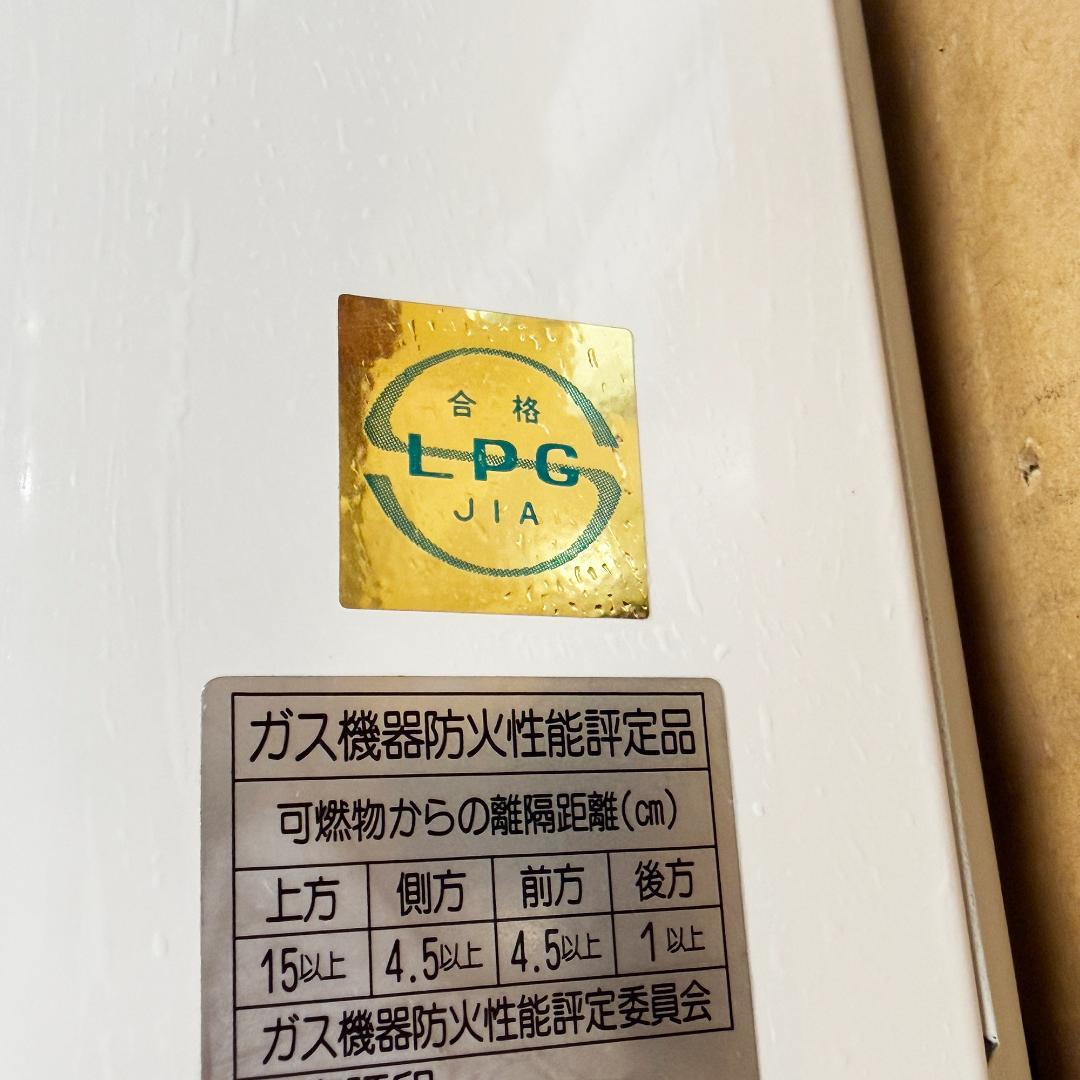 合格
LPG
JIA
ガス機器防火性能評定品
可燃物からの離隔距離(cm)
上方 側方 前方 後方
15以上 4.5以上 4.5以上 1以上
ガス機器防火性能評定委員会